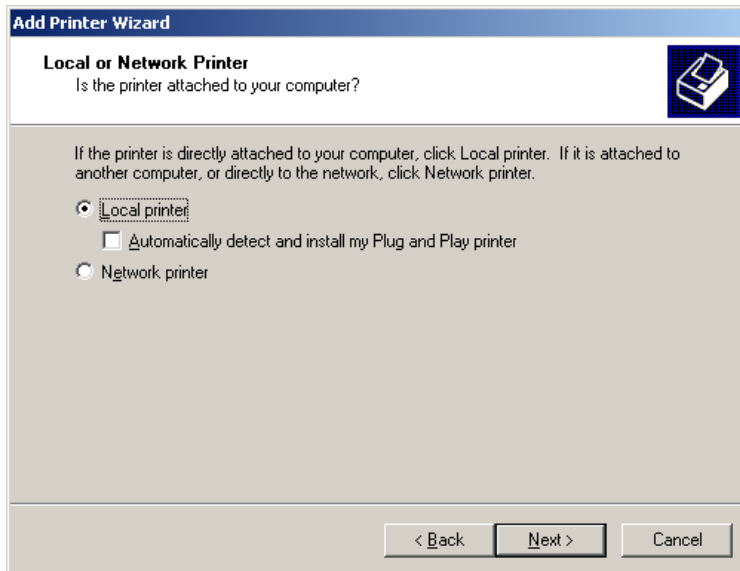 Add Printer Wizard
Local or Network Printer
Is the printer attached to your computer?
If the printer is directly attached to your computer, click Local printer. If it is attached to
another computer, or directly to the network, click Network printer.
Local printer
Automatically detect and install my Plug and Play printer
Network printer
< Back Next > Cancel